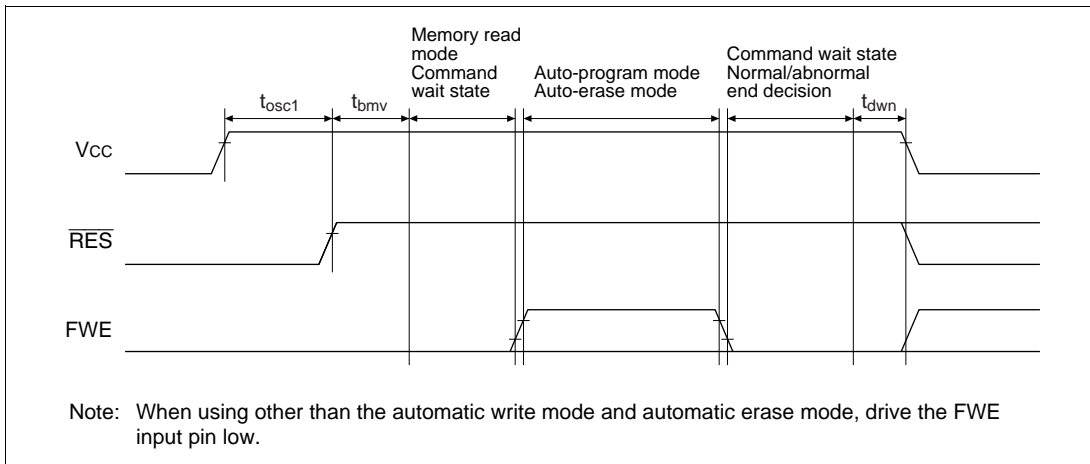 Memory read
mode
Command
wait state
Auto-program mode
Auto-erase mode
Command wait state
Normal/abnormal
end decision
tosc1
tbmv
tdwn
VCC
RES
FWE
Note: When using other than the automatic write mode and automatic erase mode, drive the FWE
input pin low.